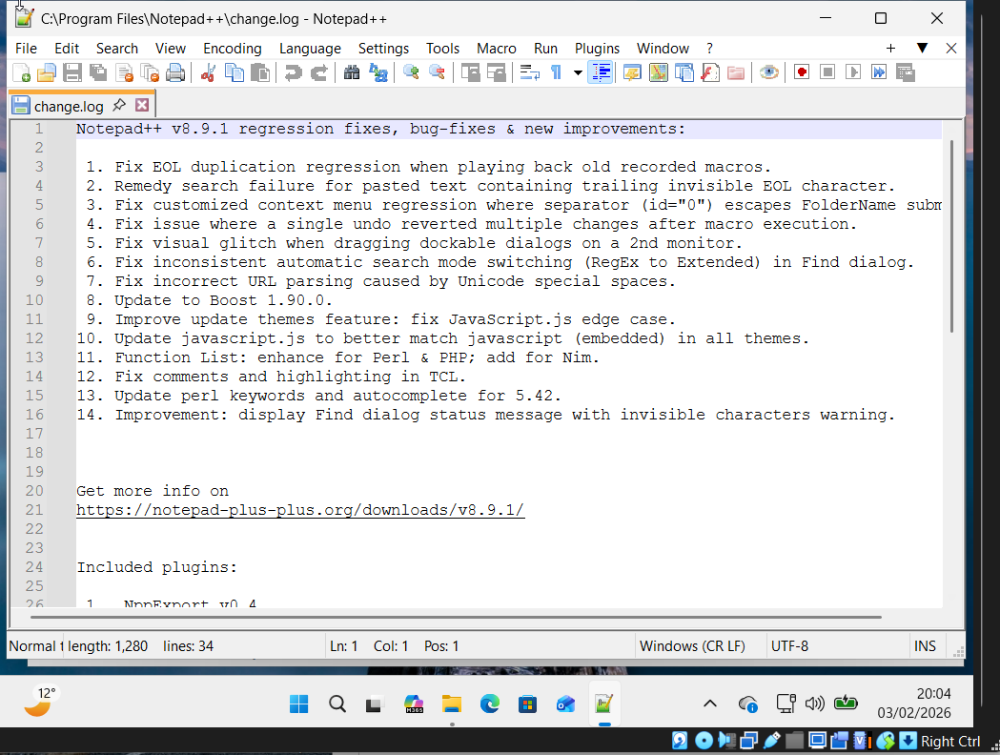 C:\Program Files\Notepad++\change.log - Notepad++
File Edit Search View Encoding Language Settings Tools Macro Run Plugins Window ?
change.log
1 Notepad++ v8.9.1 regression fixes, bug-fixes & new improvements:
2
3 1. Fix EOL duplication regression when playing back old recorded macros.
4 2. Remedy search failure for pasted text containing trailing invisible EOL character.
5 3. Fix customized context menu regression where separator (id="0") escapes FolderName subm
6 4. Fix issue where a single undo reverted multiple changes after macro execution.
7 5. Fix visual glitch when dragging dockable dialogs on a 2nd monitor.
8 6. Fix inconsistent automatic search mode switching (RegEx to Extended) in Find dialog.
9 7. Fix incorrect URL parsing caused by Unicode special spaces.
10 8. Update to Boost 1.90.0.
11 9. Improve update themes feature: fix JavaScript.js edge case.
12 10. Update javascript.js to better match javascript (embedded) in all themes.
13 11. Function List: enhance for Perl & PHP; add for Nim.
14 12. Fix comments and highlighting in TCL.
15 13. Update perl keywords and autocomplete for 5.42.
16 14. Improvement: display Find dialog status message with invisible characters warning.
17
18
19
20 Get more info on
21 https://notepad-plus-plus.org/downloads/v8.9.1/
22
23
24 Included plugins:
25
26 1. NppExport v0.4
Normal t length: 1,280 lines: 34 Ln: 1 Col: 1 Pos: 1 Windows (CR LF) UTF-8 INS
12°
M365
20:04
03/02/2026
Right Ctrl